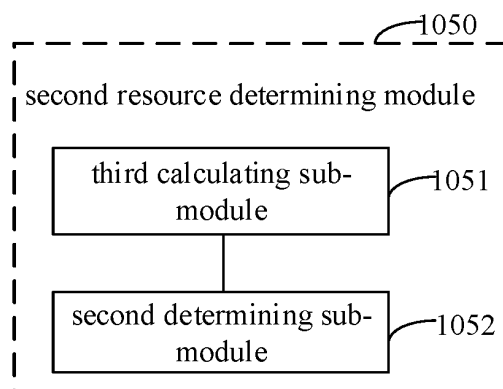 1050
second resource determining module
third calculating sub-
module
1051
second determining sub-
module
1052